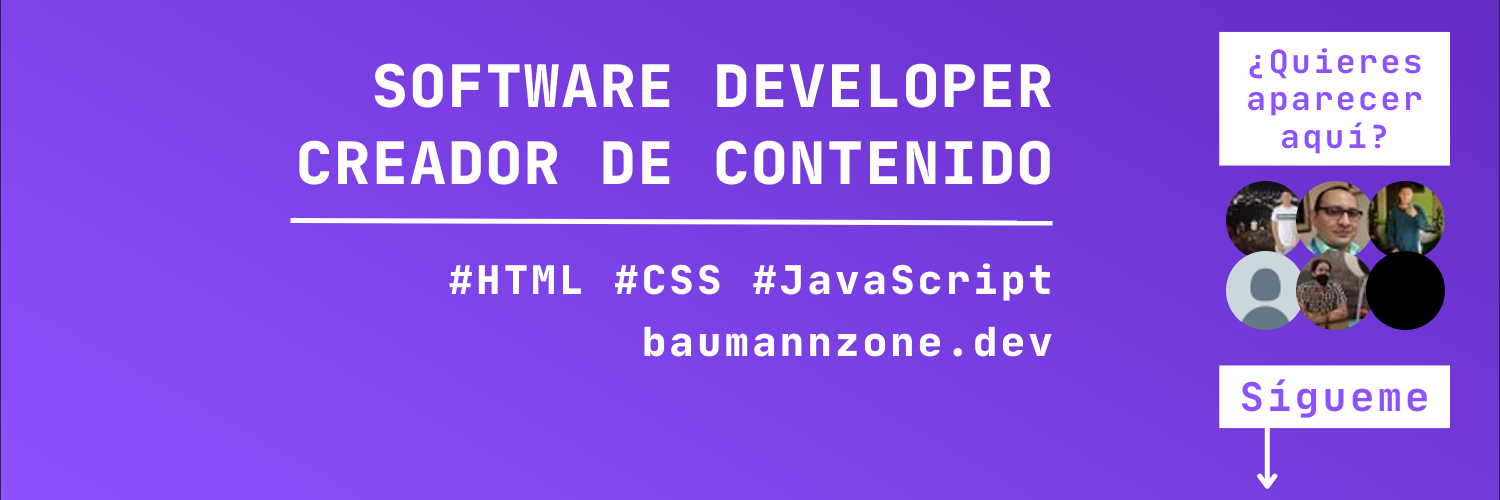 SOFTWARE DEVELOPER
CREADOR DE CONTENIDO
#HTML #CSS #JavaScript
baumannzone.dev
¿Quieres
aparecer
aquí?
Sígueme